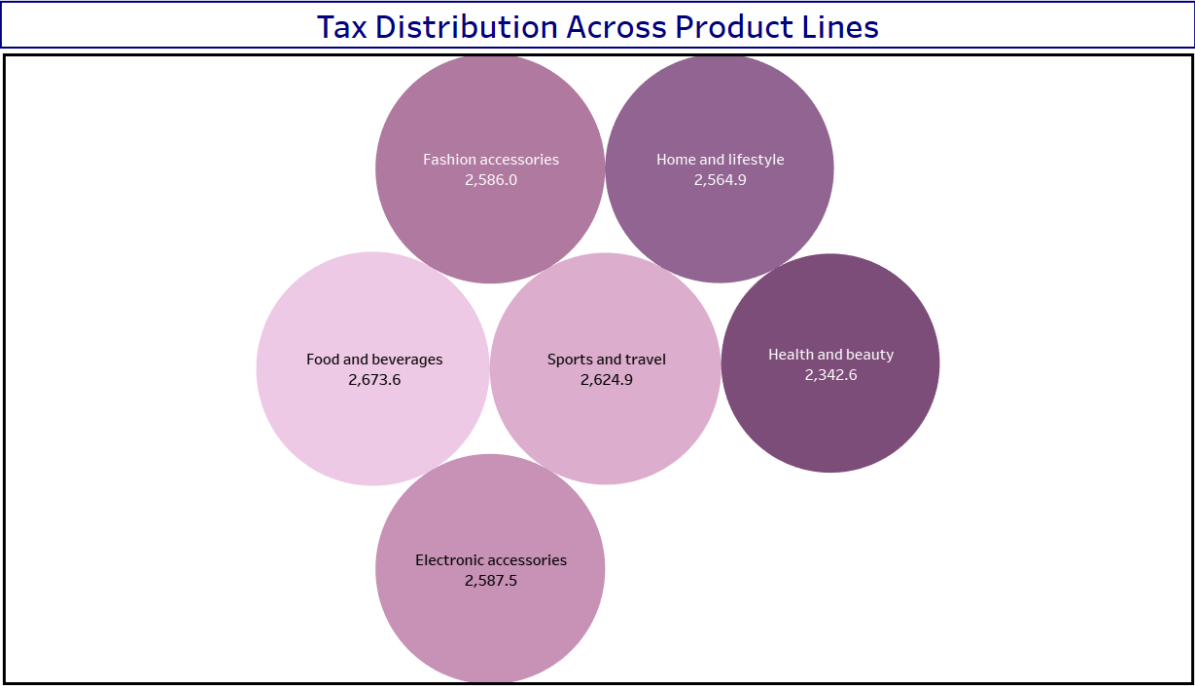 Tax Distribution Across Product Lines
Fashion accessories
2,586.0
Home and lifestyle
2,564.9
Food and beverages
2,673.6
Sports and travel
2,624.9
Health and beauty
2,342.6
Electronic accessories
2,587.5